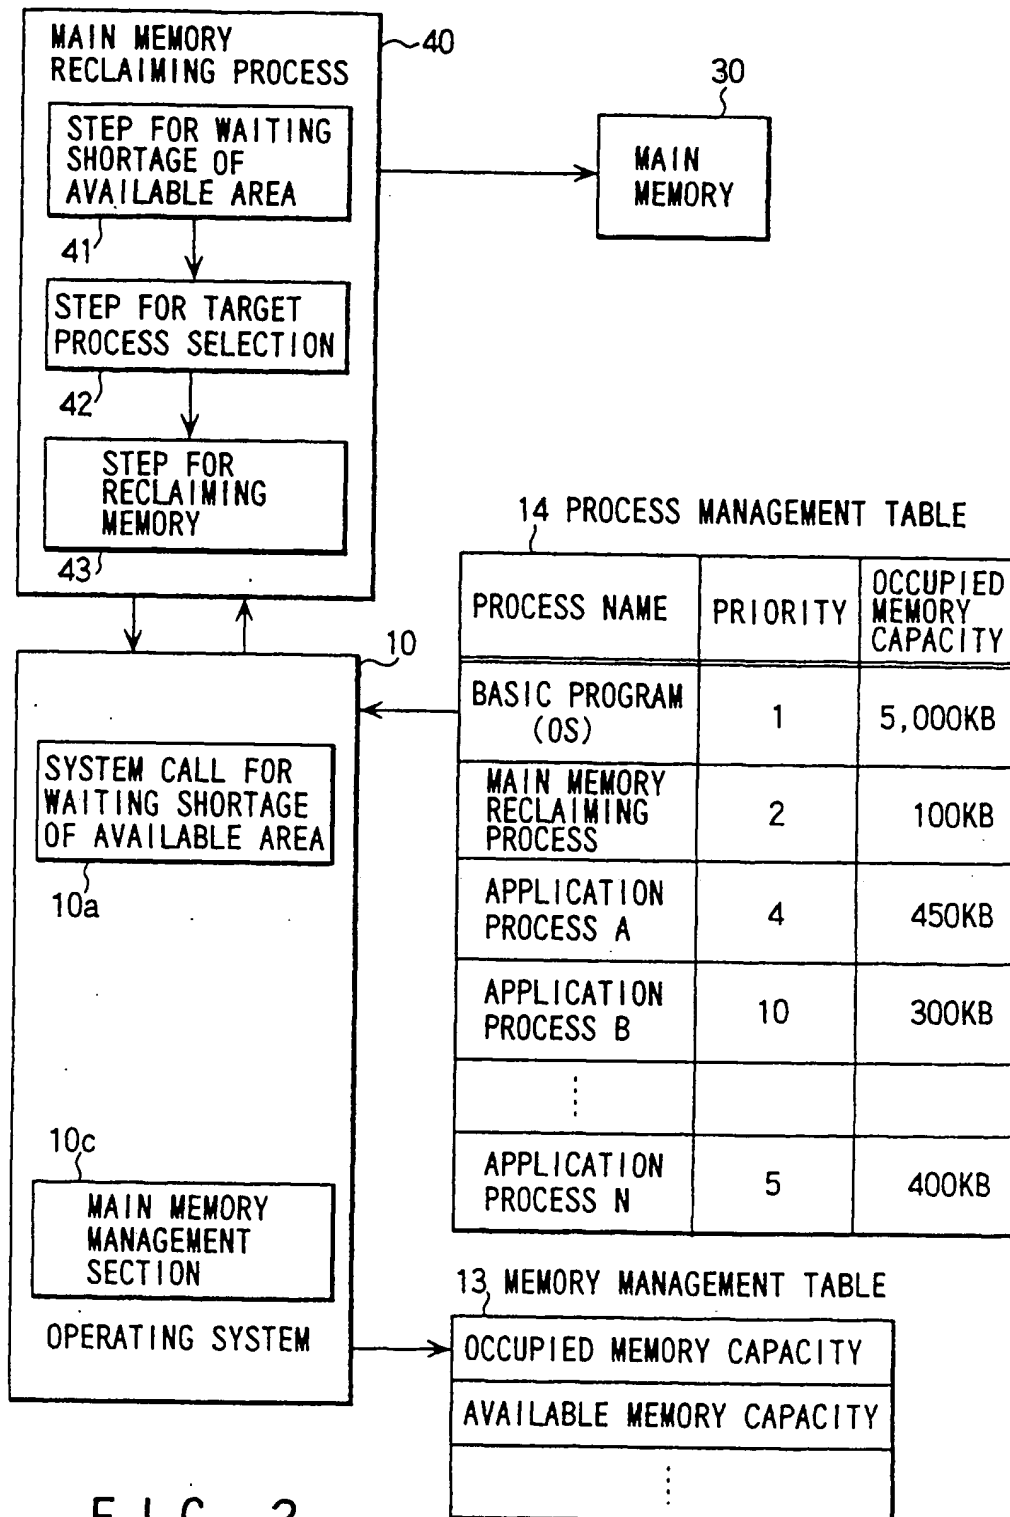 MAIN MEMORY
RECLAIMING PROCESS
40
STEP FOR WAITING
SHORTAGE OF
AVAILABLE AREA
41
STEP FOR TARGET
PROCESS SELECTION
42
STEP FOR
RECLAIMING
MEMORY
43
30
MAIN
MEMORY
10
SYSTEM CALL FOR
WAITING SHORTAGE
OF AVAILABLE AREA
10a
10c
MAIN MEMORY
MANAGEMENT
SECTION
OPERATING SYSTEM
14 PROCESS MANAGEMENT TABLE
PROCESS NAME
PRIORITY
OCCUPIED
MEMORY
CAPACITY
BASIC PROGRAM
(OS)
1
5,000KB
MAIN MEMORY
RECLAIMING
PROCESS
2
100KB
APPLICATION
PROCESS A
4
450KB
APPLICATION
PROCESS B
10
300KB
APPLICATION
PROCESS N
5
400KB
13 MEMORY MANAGEMENT TABLE
OCCUPIED MEMORY CAPACITY
AVAILABLE MEMORY CAPACITY